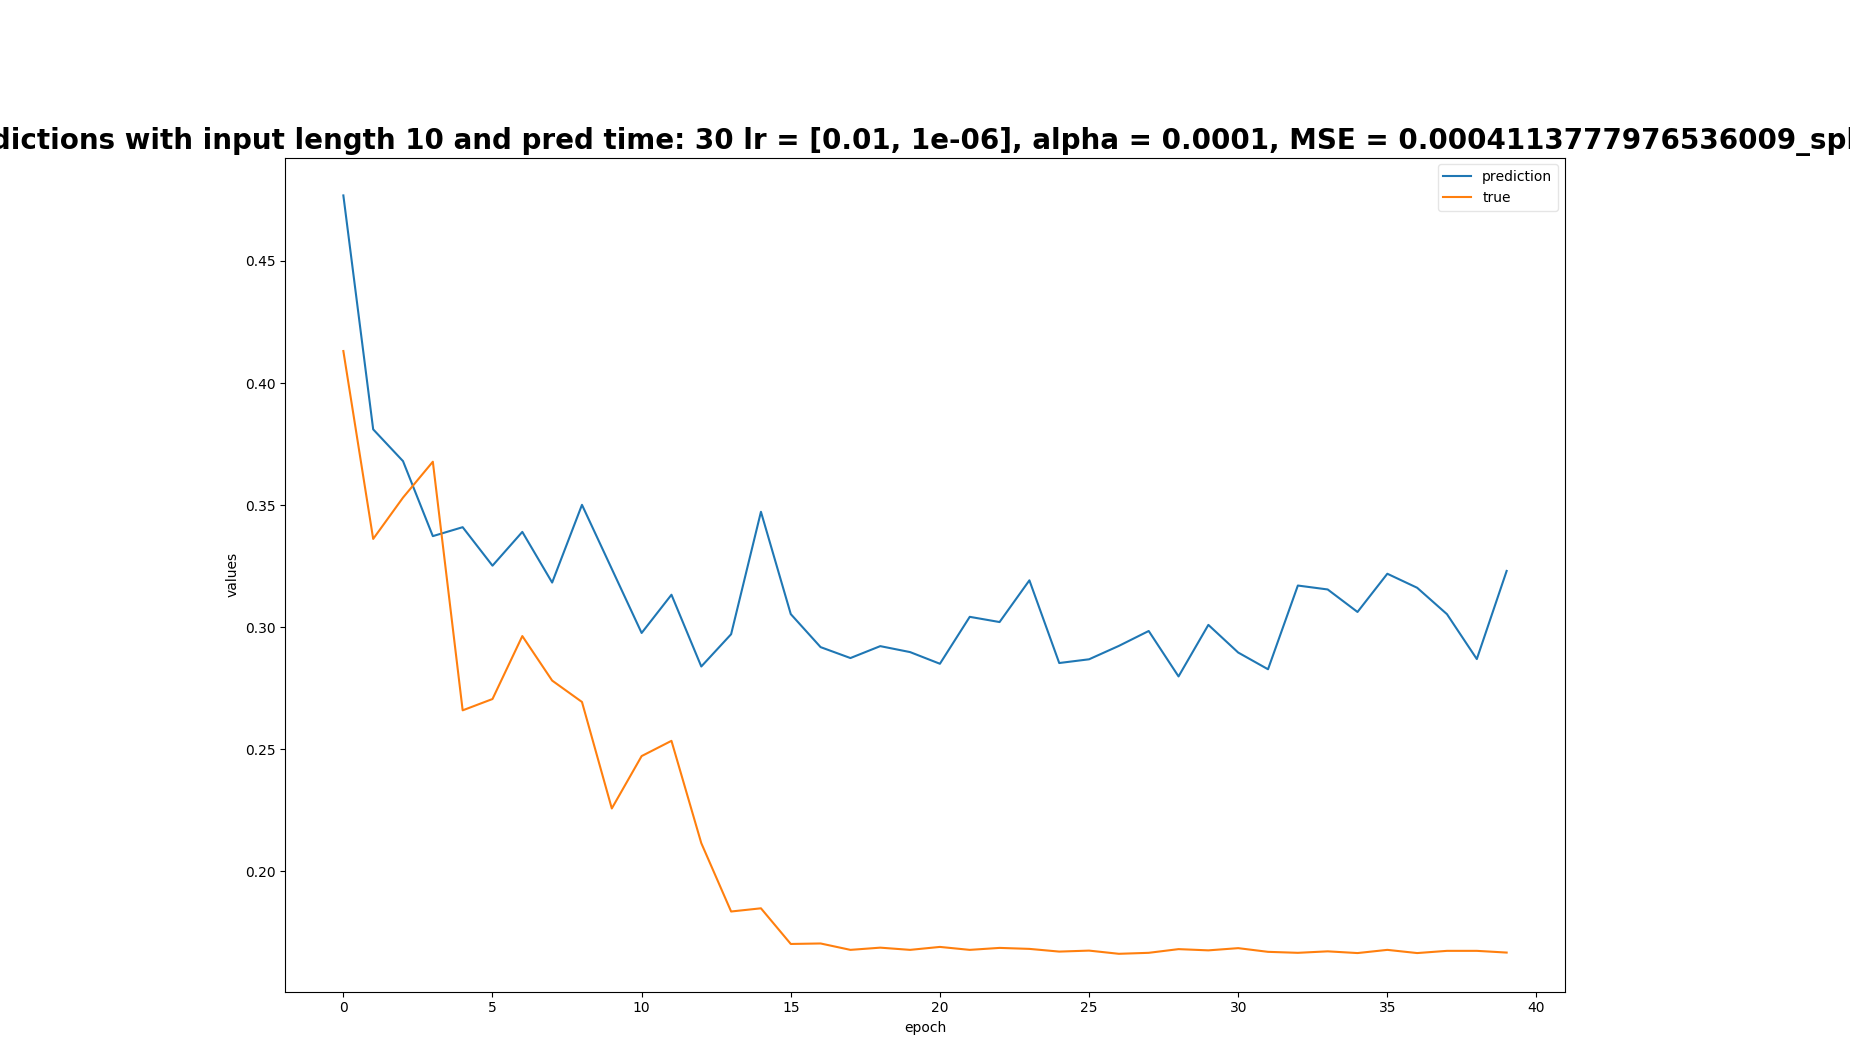 dictions with input length 10 and pred time: 30 lr = [0.01, 1e-06], alpha = 0.0001, MSE = 0.0004113777976536009_spl
prediction
true
values
0.45
0.40
0.35
0.30
0.25
0.20
0 5 10 15 20 25 30 35 40
epoch